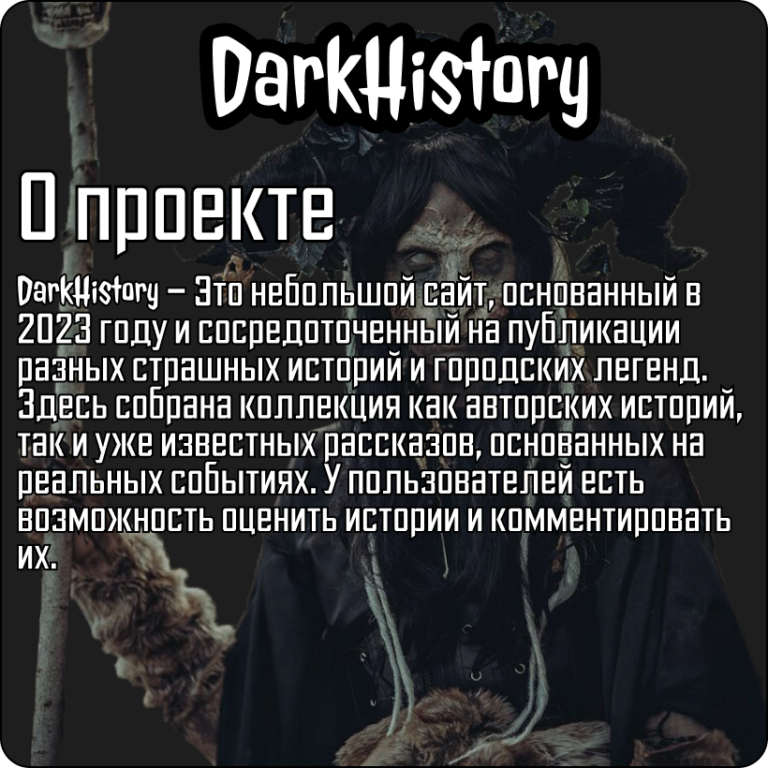 DarkHistory
О проекте
DarkHistory – Это небольшой сайт, основанный в
2023 году и сосредоточенный на публикации
разных страшных историй и городских легенд.
Здесь собрана коллекция как авторских историй,
так и уже известных рассказов, основанных на
реальных событиях. У пользователей есть
возможность оценить истории и комментировать
их.